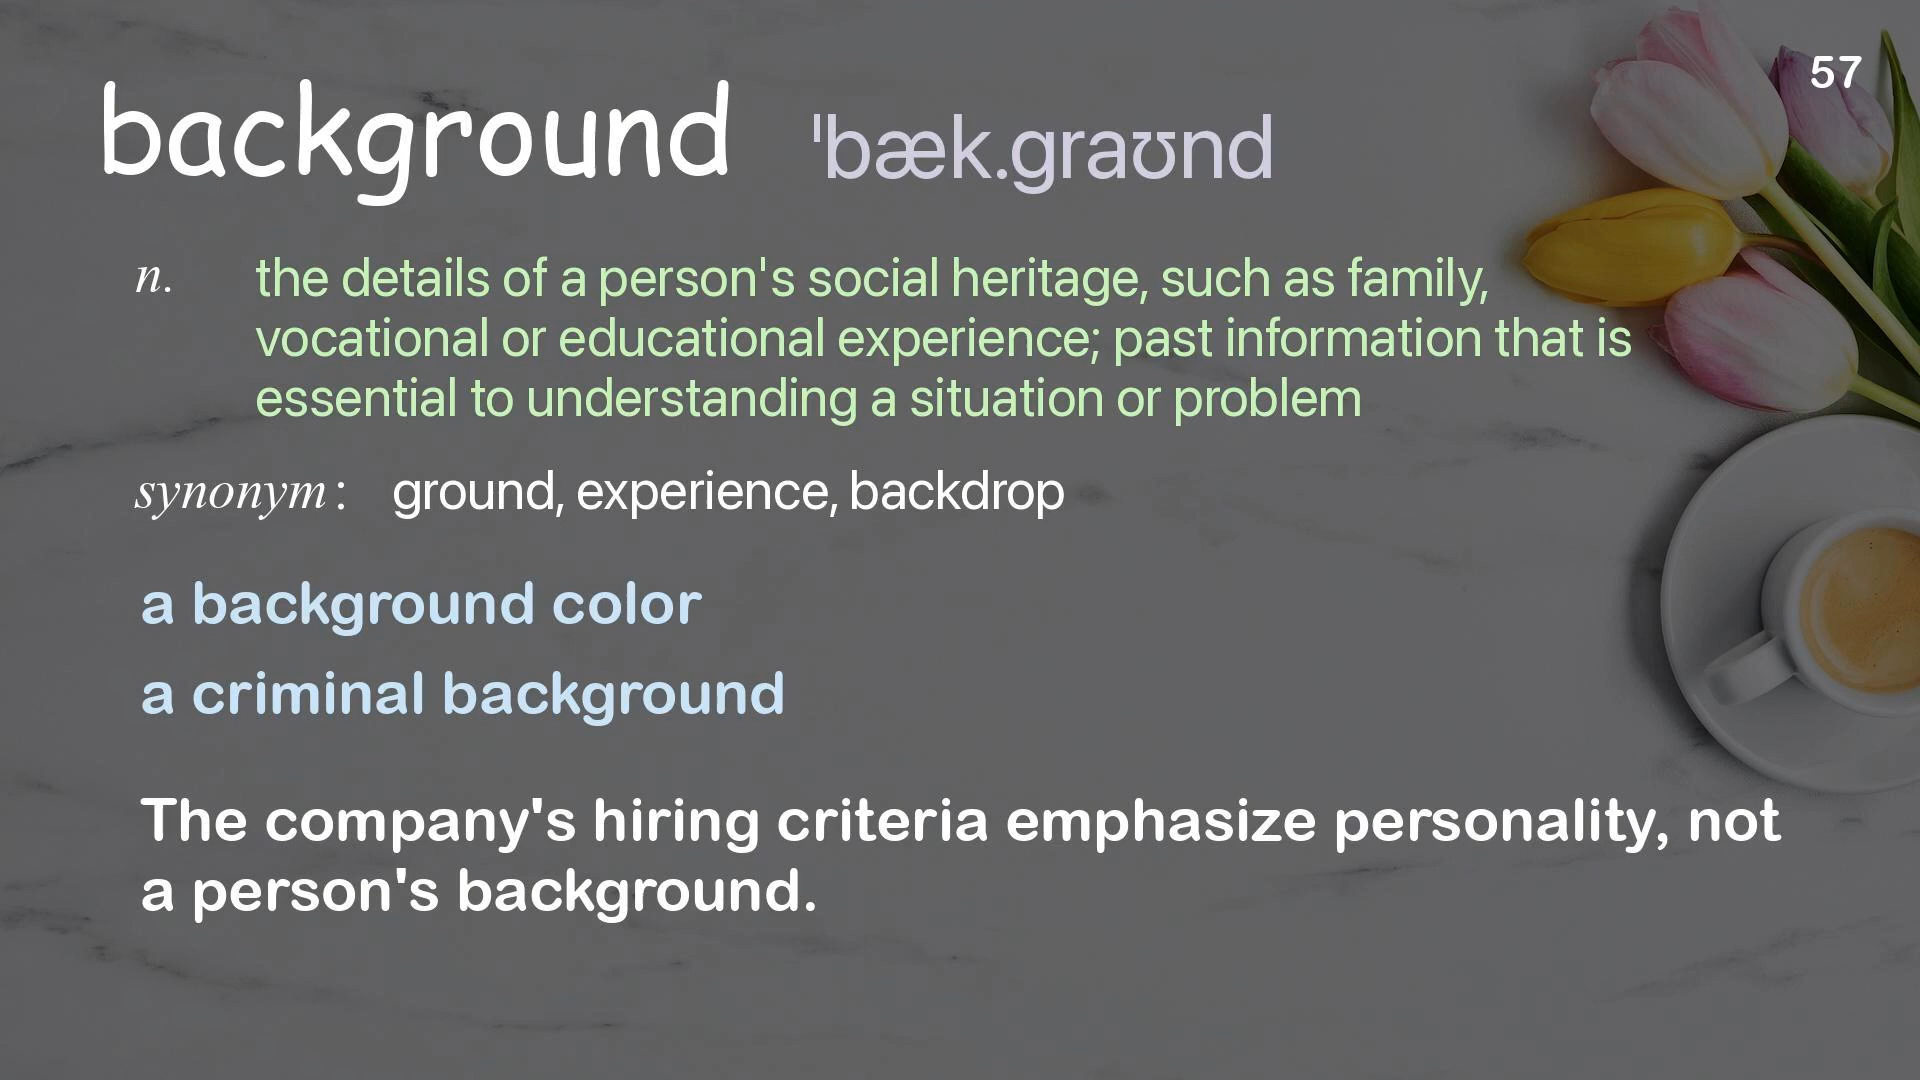 57
background ˈbæk.graʊnd
n. the details of a person's social heritage, such as family,
vocational or educational experience; past information that is
essential to understanding a situation or problem
synonym: ground, experience, backdrop
a background color
a criminal background
The company's hiring criteria emphasize personality, not
a person's background.